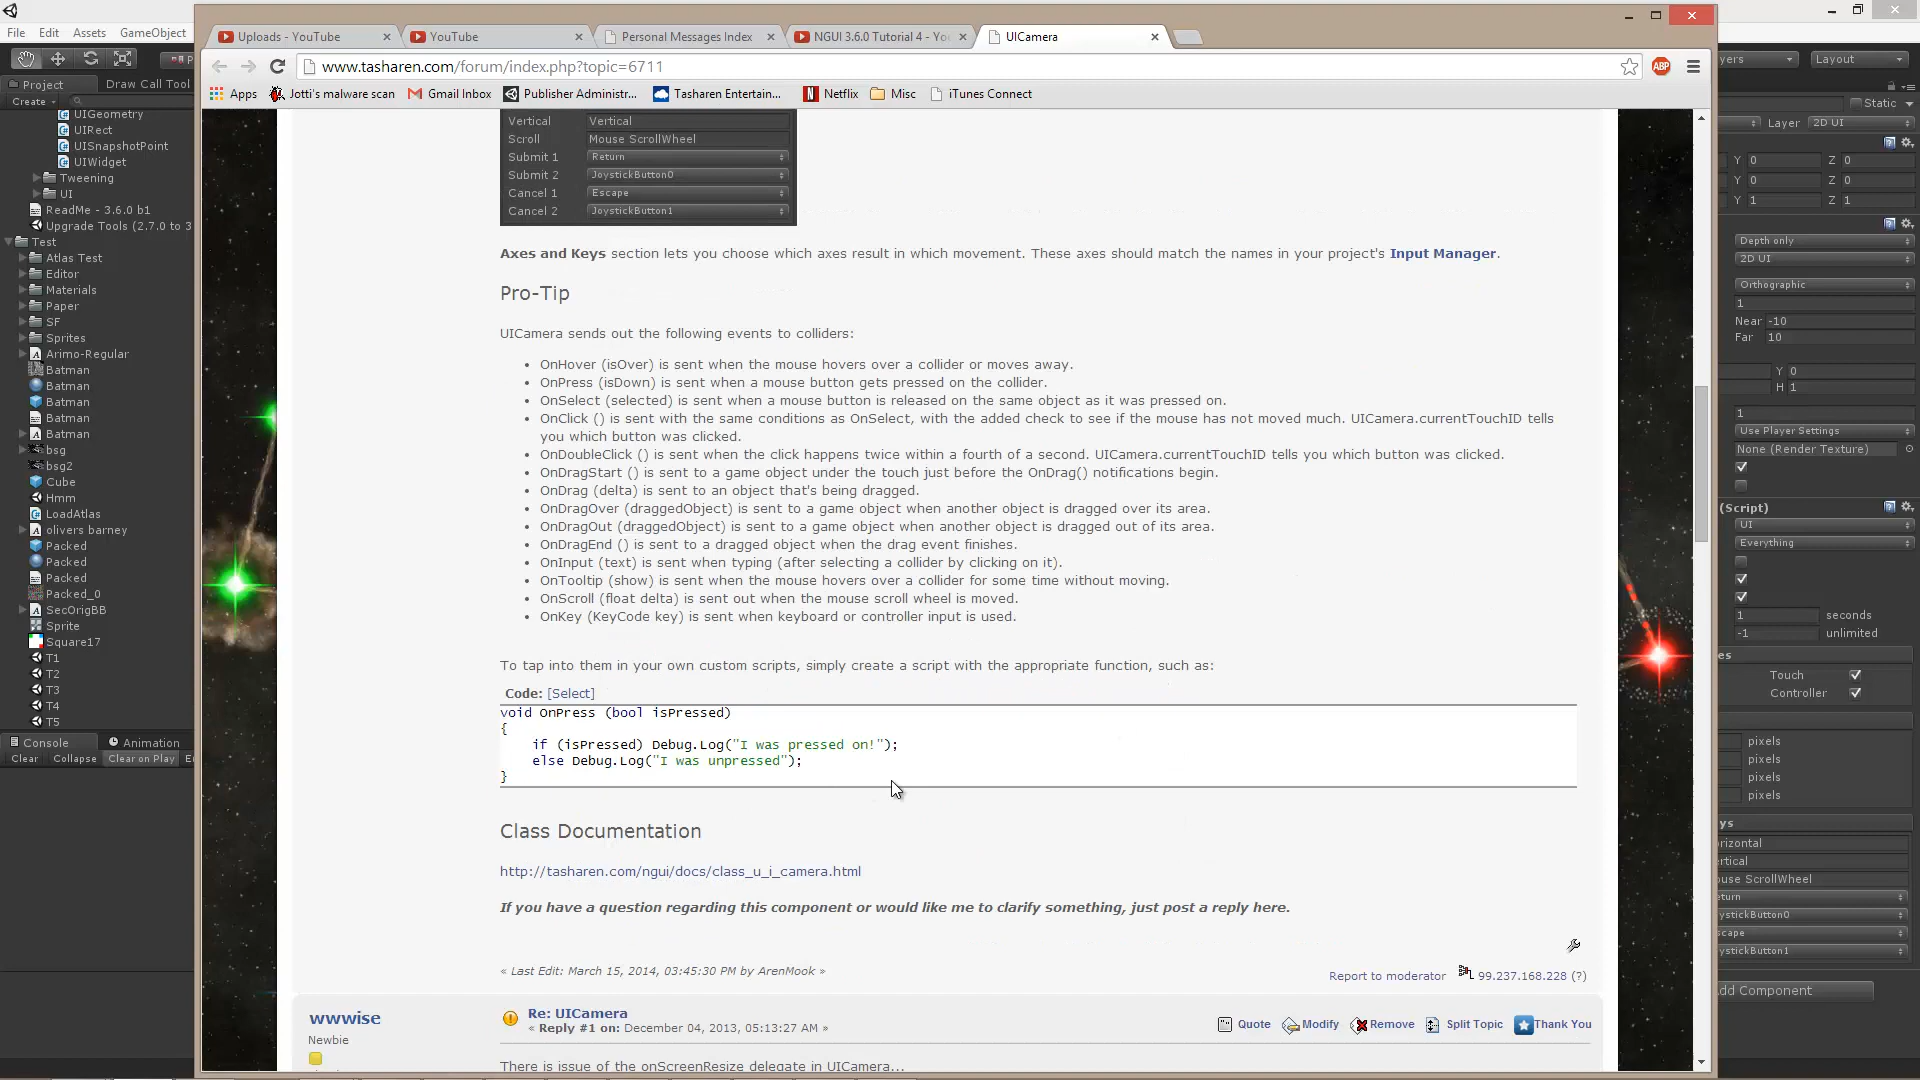 Uploads - YouTube
YouTube
Personal Messages Index
NGUI 3.6.0 Tutorial 4 - Yo
UICamera
File Edit Assets GameObject
www.tasharen.com/forum/index.php?topic=6711
ABP
Layout
Project
Draw Call Tool
Create
Apps
Jotti's malware scan
Gmail Inbox
Publisher Administr...
Tasharen Entertain...
Netflix
Misc
iTunes Connect
Static
Layer 2D UI
UIGeometry
UIRect
UISnapshotPoint
UIWidget
Tweening
UI
ReadMe - 3.6.0 b1
Upgrade Tools (2.7.0 to 3
Test
Atlas Test
Editor
Materials
Paper
SF
Sprites
Arimo-Regular
Batman
Batman
Batman
Batman
Batman
bsg
bsg2
Cube
Hmm
LoadAtlas
olivers barney
Packed
Packed
Packed
Packed_0
SecOrigBB
Sprite
Square17
T1
T2
T3
T4
T5
Console
Animation
Clear Collapse Clear on Play
Vertical Vertical
Scroll Mouse ScrollWheel
Submit 1 Return
Submit 2 JoystickButton0
Cancel 1 Escape
Cancel 2 JoystickButton1
Axes and Keys section lets you choose which axes result in which movement. These axes should match the names in your project's Input Manager.
Pro-Tip
UICamera sends out the following events to colliders:
• OnHover (isOver) is sent when the mouse hovers over a collider or moves away.
• OnPress (isDown) is sent when a mouse button gets pressed on the collider.
• OnSelect (selected) is sent when a mouse button is released on the same object as it was pressed on.
• OnClick () is sent with the same conditions as OnSelect, with the added check to see if the mouse has not moved much. UICamera.currentTouchID tells
you which button was clicked.
• OnDoubleClick () is sent when the click happens twice within a fourth of a second. UICamera.currentTouchID tells you which button was clicked.
• OnDragStart () is sent to a game object under the touch just before the OnDrag() notifications begin.
• OnDrag (delta) is sent to an object that's being dragged.
• OnDragOver (draggedObject) is sent to a game object when another object is dragged over its area.
• OnDragOut (draggedObject) is sent to a game object when another object is dragged out of its area.
• OnDragEnd () is sent to a dragged object when the drag event finishes.
• OnInput (text) is sent when typing (after selecting a collider by clicking on it).
• OnTooltip (show) is sent when the mouse hovers over a collider for some time without moving.
• OnScroll (float delta) is sent out when the mouse scroll wheel is moved.
• OnKey (KeyCode key) is sent when keyboard or controller input is used.
To tap into them in your own custom scripts, simply create a script with the appropriate function, such as:
Code: [Select]
void OnPress (bool isPressed)
{
if (isPressed) Debug.Log("I was pressed on!");
else Debug.Log("I was unpressed");
}
Class Documentation
http://tasharen.com/ngui/docs/class_u_i_camera.html
If you have a question regarding this component or would like me to clarify something, just post a reply here.
« Last Edit: March 15, 2014, 03:45:30 PM by ArenMook »
Report to moderator 99.237.168.228 (?)
wwwise
Newbie
Re: UICamera
« Reply #1 on: December 04, 2013, 05:13:27 AM »
Quote Modify Remove Split Topic Thank You
There is issue of the onScreenResize delegate in UICamera...
Y 0 Z 0
Y 0 Z 0
Y 1 Z 1
Depth only
2D UI
Orthographic
1
Near -10
Far 10
Y 0
H 1
1
Use Player Settings
None (Render Texture)
(Script)
UI
Everything
1 seconds
-1 unlimited
Touch
Controller
pixels
pixels
pixels
pixels